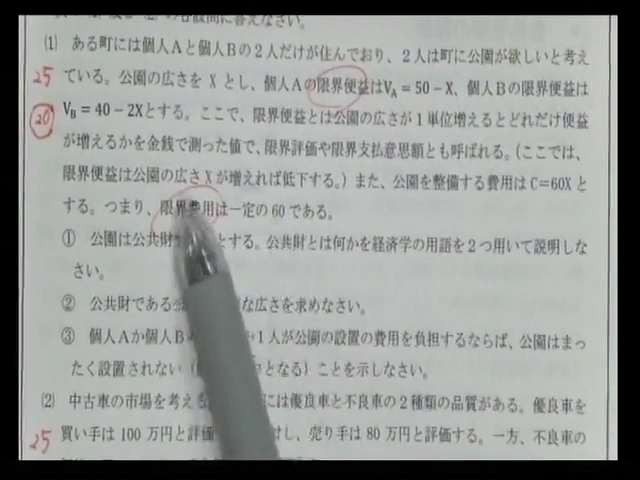 の各設問に答えなさい。
(1) ある町には個人Aと個人Bの2人だけが住んでおり、2人は町に公園が欲しいと考え
25 ている。公園の広さを X とし、個人Aの限界便益はVA = 50 − X、個人Bの限界便益は
20 VB = 40 − 2Xとする。ここで、限界便益とは公園の広さが1単位増えるとどれだけ便益
が増えるかを金銭で測った値で、限界評価や限界支払意思額とも呼ばれる。(ここでは、
限界便益は公園の広さXが増えれば低下する。) また、公園を整備する費用は C = 60X と
する。つまり、限界費用は一定の 60 である。
① 公園は公共財 とする。公共財とは何かを経済学の用語を2つ用いて説明しな
さい。
② 公共財である な広さを求めなさい。
③ 個人Aか個人B 1人が公園の設置の費用を負担するならば、公園はまっ
たく設置されない となる) ことを示しなさい。
(2) 中古車の市場を考え には優良車と不良車の2種類の品質がある。優良車を
25 買い手は 100 万円と評価 し、売り手は 80 万円と評価する。一方、不良車の